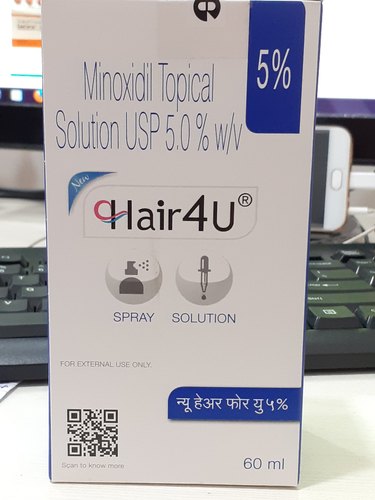 Minoxidil Topical
Solution USP 5.0 % w/v
5%
New
Hair4U®
SPRAY
SOLUTION
FOR EXTERNAL USE ONLY.
न्यू हेअर फोर यु ५%
Scan to know more
60 ml